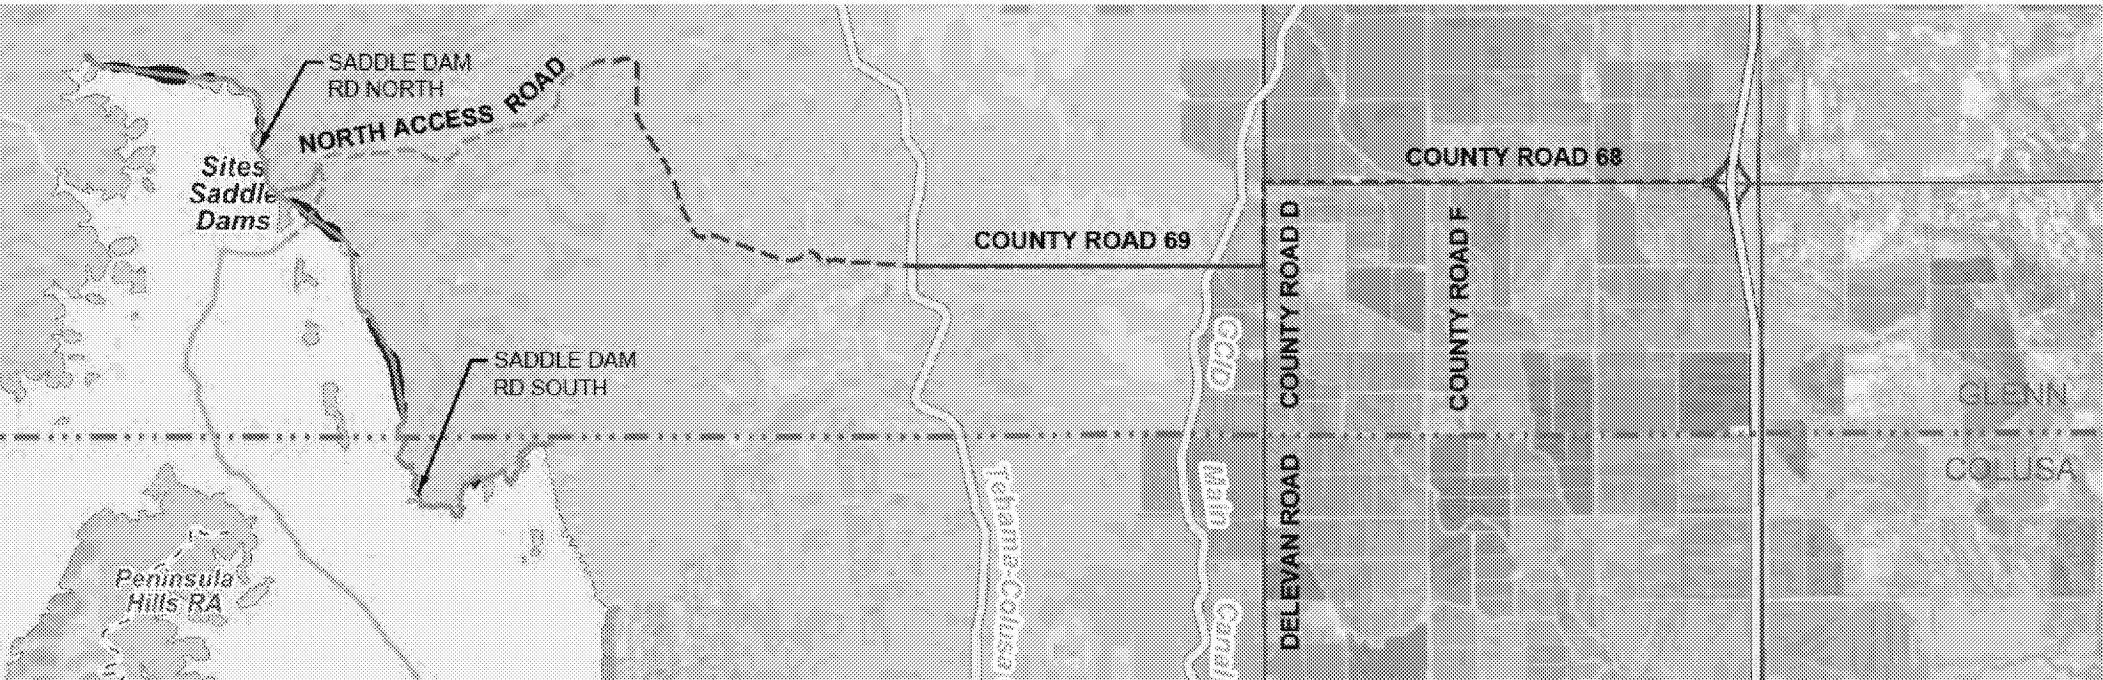 SADDLE DAM
RD NORTH
NORTH ACCESS ROAD
Sites
Saddle
Dams
COUNTY ROAD 68
COUNTY ROAD 69
COUNTY ROAD D
COUNTY ROAD F
GCID
Main
Canal
SADDLE DAM
RD SOUTH
GLENN
COLUSA
DELEVAN ROAD
Tehama-Colusa
Peninsula
Hills RA